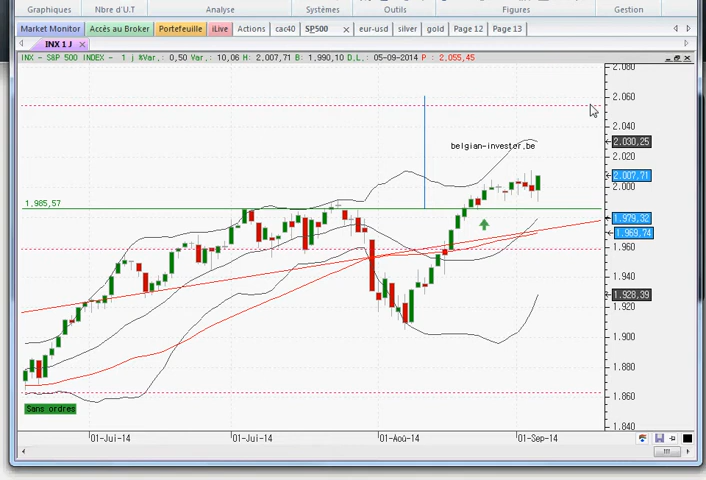 Graphiques Nbre d'U.T Analyse Systèmes Outils Figures Gestion
Market Monitor Accès au Broker Portefeuille iLive Actions cac40 SP500 eur-usd silver gold Page 12 Page 13
INX 1 J
INX - S&P 500 INDEX - 1 j %Var.: 0,50 Var.: 10,06 H: 2.007,71 B: 1.990,10 D.L.: 05-09-2014 P : 2.055,45
2.080
2.060
2.040
belgian-investor.be
2.030,25
2.020
2.007,71
2.000
1.985,57
1.979,32
1.969,74
1.960
1.940
1.928,39
1.920
1.900
1.880
1.860
Sans ordres
1.840
01-Jui-14 01-Jui-14 01-Aoû-14 01-Sep-14